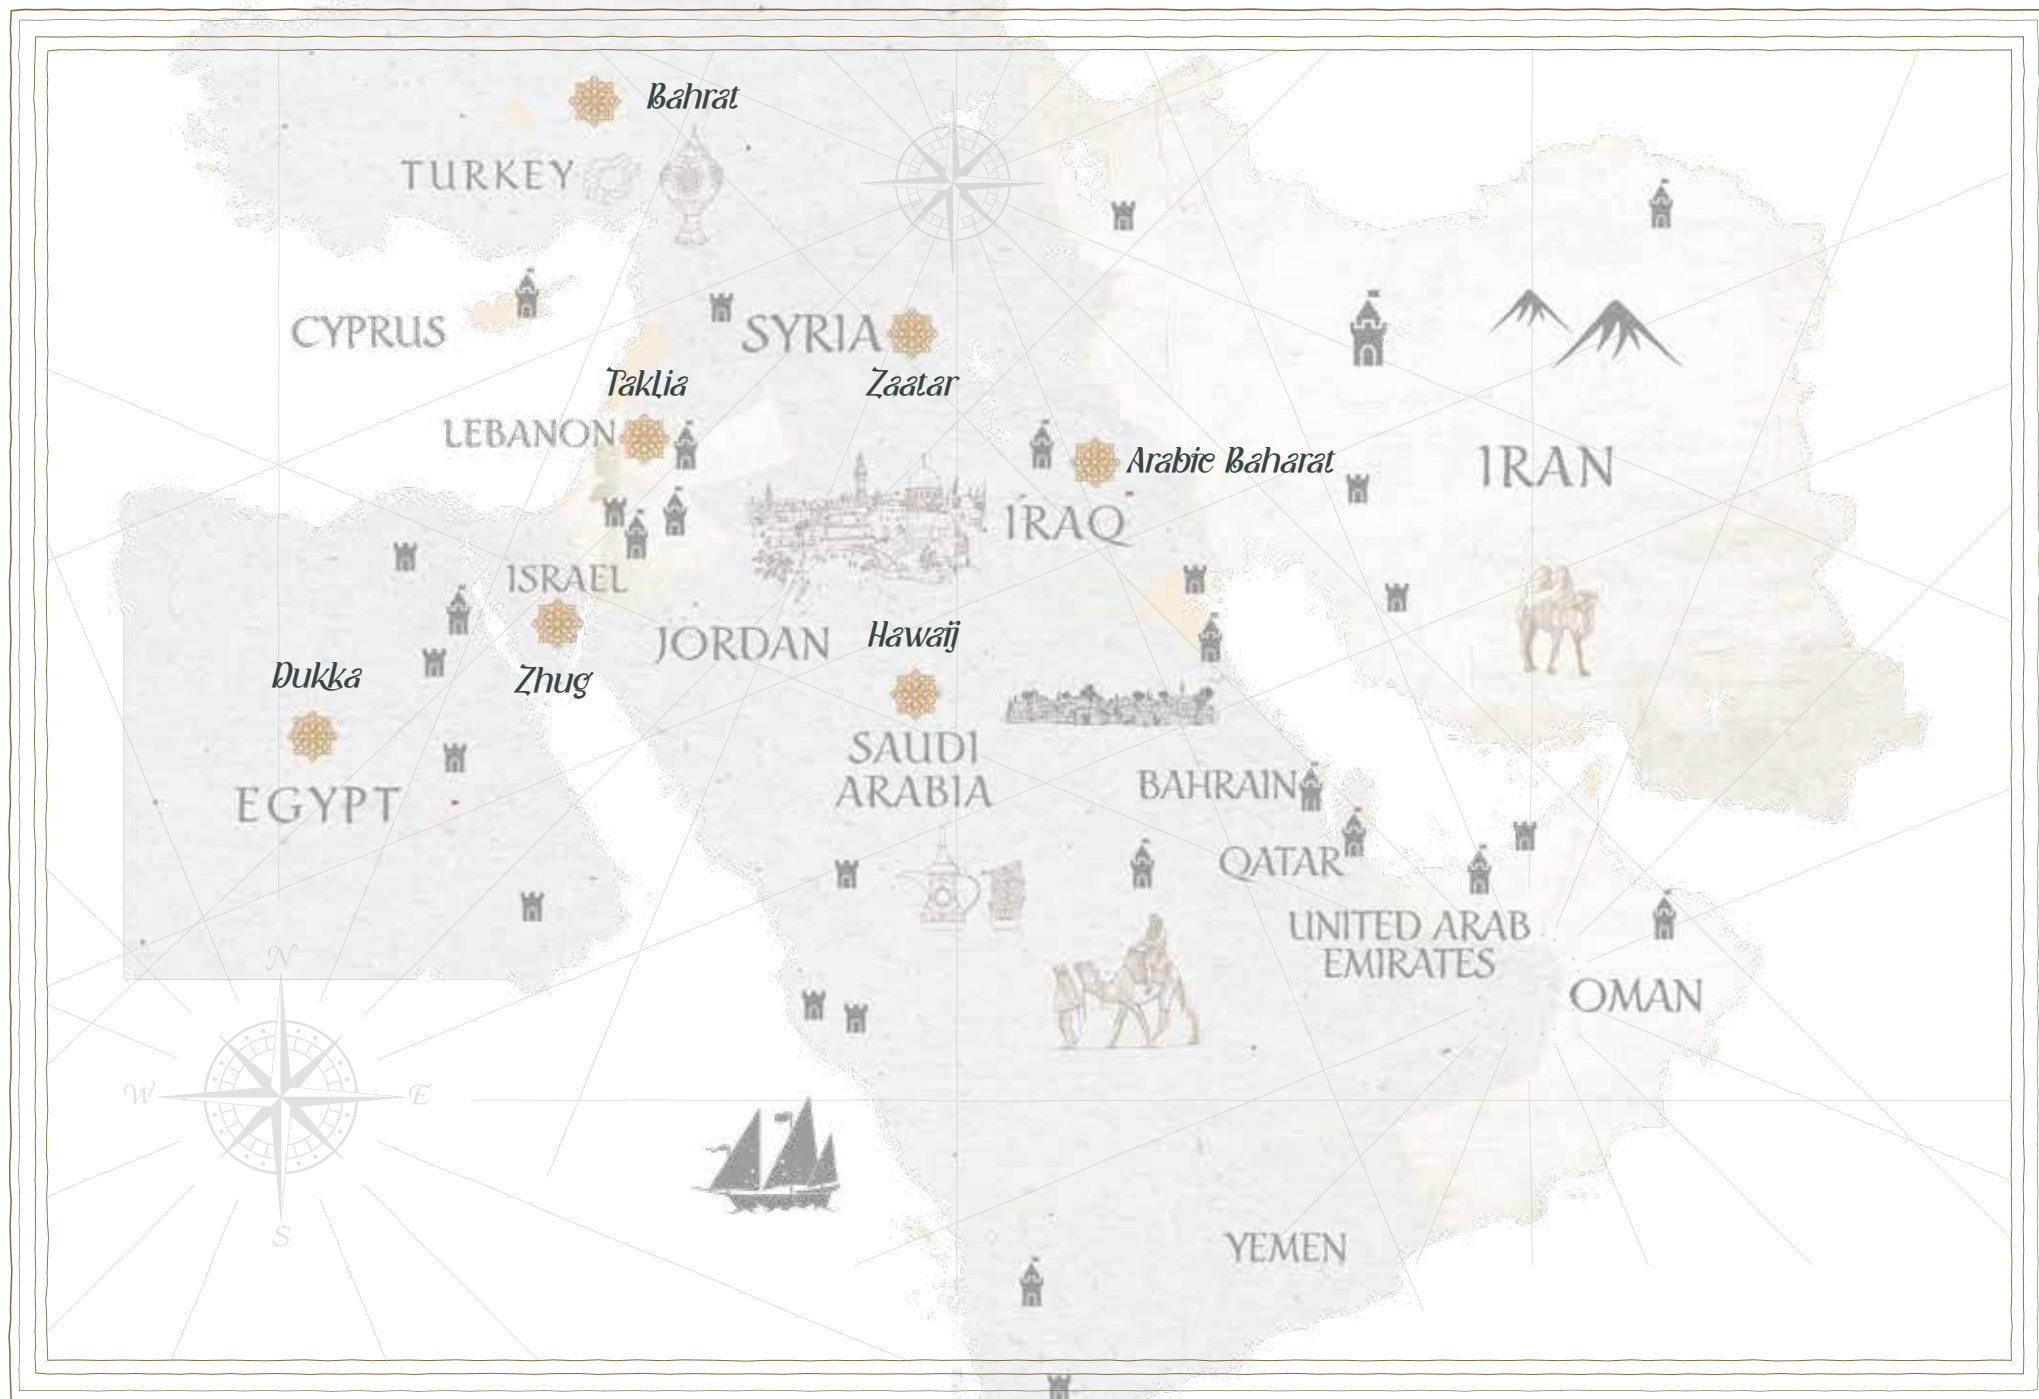 Bahrat
TURKEY
CYPRUS
SYRIA
Taklia
Zaatar
LEBANON
Arabic Baharat
IRAN
IRAQ
ISRAEL
Hawaij
JORDAN
Dukka
Zhug
SAUDI
ARABIA
EGYPT
BAHRAIN
QATAR
UNITED ARAB
EMIRATES
OMAN
N
W
E
S
YEMEN